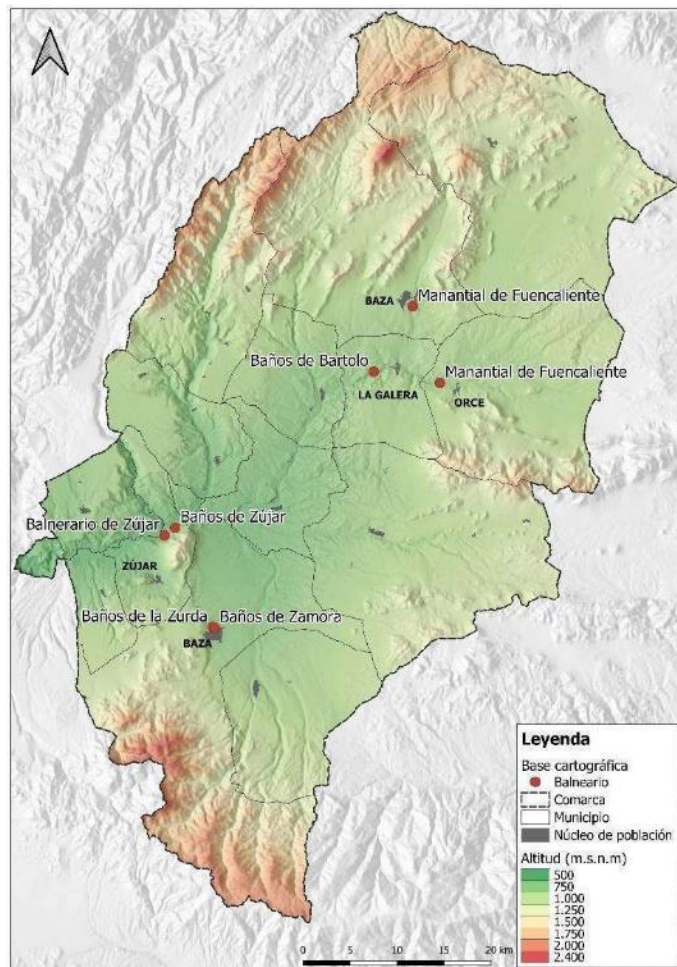 BAZA
Manantial de Fuencaliente
Baños de Bartolo
LA GALERA
Manantial de Fuencaliente
ORCE
Balnerario de Zújar
Baños de Zújar
ZÚJAR
Baños de la Zurda
Baños de Zamora
BAZA
Leyenda
Base cartográfica
Balneario
Comarca
Municipio
Núcleo de población
Altitud (m.s.n.m)
500
750
1.000
1.250
1.500
1.750
2.000
2.400
0 5 10 15 20 km